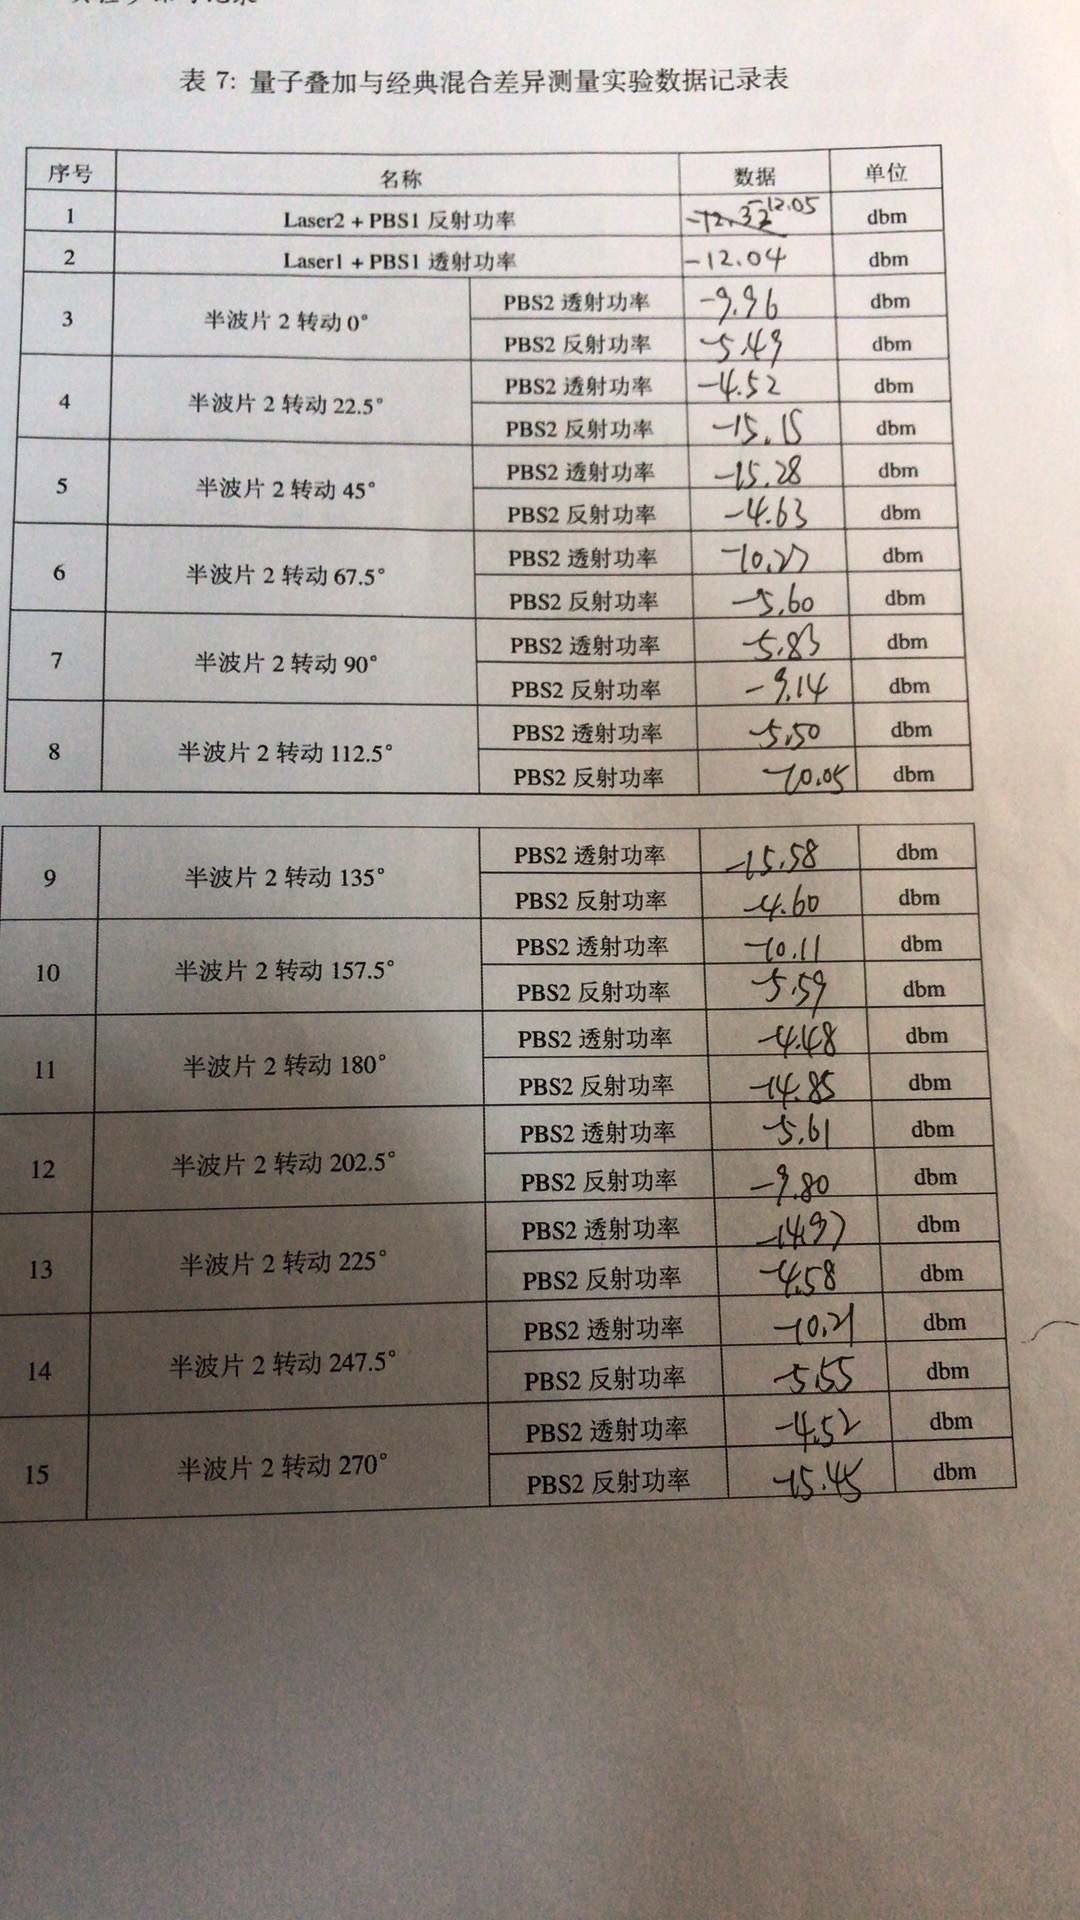 表 7: 量子叠加与经典混合差异测量实验数据记录表
序号 名称 数据 单位
1 Laser2 + PBS1 反射功率 -12.05 dbm
2 Laser1 + PBS1 透射功率 -12.04 dbm
3 半波片 2 转动 0° PBS2 透射功率 -9.96 dbm
PBS2 反射功率 -5.49 dbm
4 半波片 2 转动 22.5° PBS2 透射功率 -4.52 dbm
PBS2 反射功率 -15.15 dbm
5 半波片 2 转动 45° PBS2 透射功率 -15.28 dbm
PBS2 反射功率 -4.63 dbm
6 半波片 2 转动 67.5° PBS2 透射功率 -10.27 dbm
PBS2 反射功率 -5.60 dbm
7 半波片 2 转动 90° PBS2 透射功率 -5.83 dbm
PBS2 反射功率 -9.14 dbm
8 半波片 2 转动 112.5° PBS2 透射功率 -5.50 dbm
PBS2 反射功率 -10.05 dbm
9 半波片 2 转动 135° PBS2 透射功率 -15.58 dbm
PBS2 反射功率 -4.60 dbm
10 半波片 2 转动 157.5° PBS2 透射功率 -10.11 dbm
PBS2 反射功率 -5.59 dbm
11 半波片 2 转动 180° PBS2 透射功率 -4.48 dbm
PBS2 反射功率 -14.85 dbm
12 半波片 2 转动 202.5° PBS2 透射功率 -5.61 dbm
PBS2 反射功率 -9.80 dbm
13 半波片 2 转动 225° PBS2 透射功率 -14.97 dbm
PBS2 反射功率 -4.58 dbm
14 半波片 2 转动 247.5° PBS2 透射功率 -10.21 dbm
PBS2 反射功率 -5.55 dbm
15 半波片 2 转动 270° PBS2 透射功率 -4.52 dbm
PBS2 反射功率 -15.45 dbm